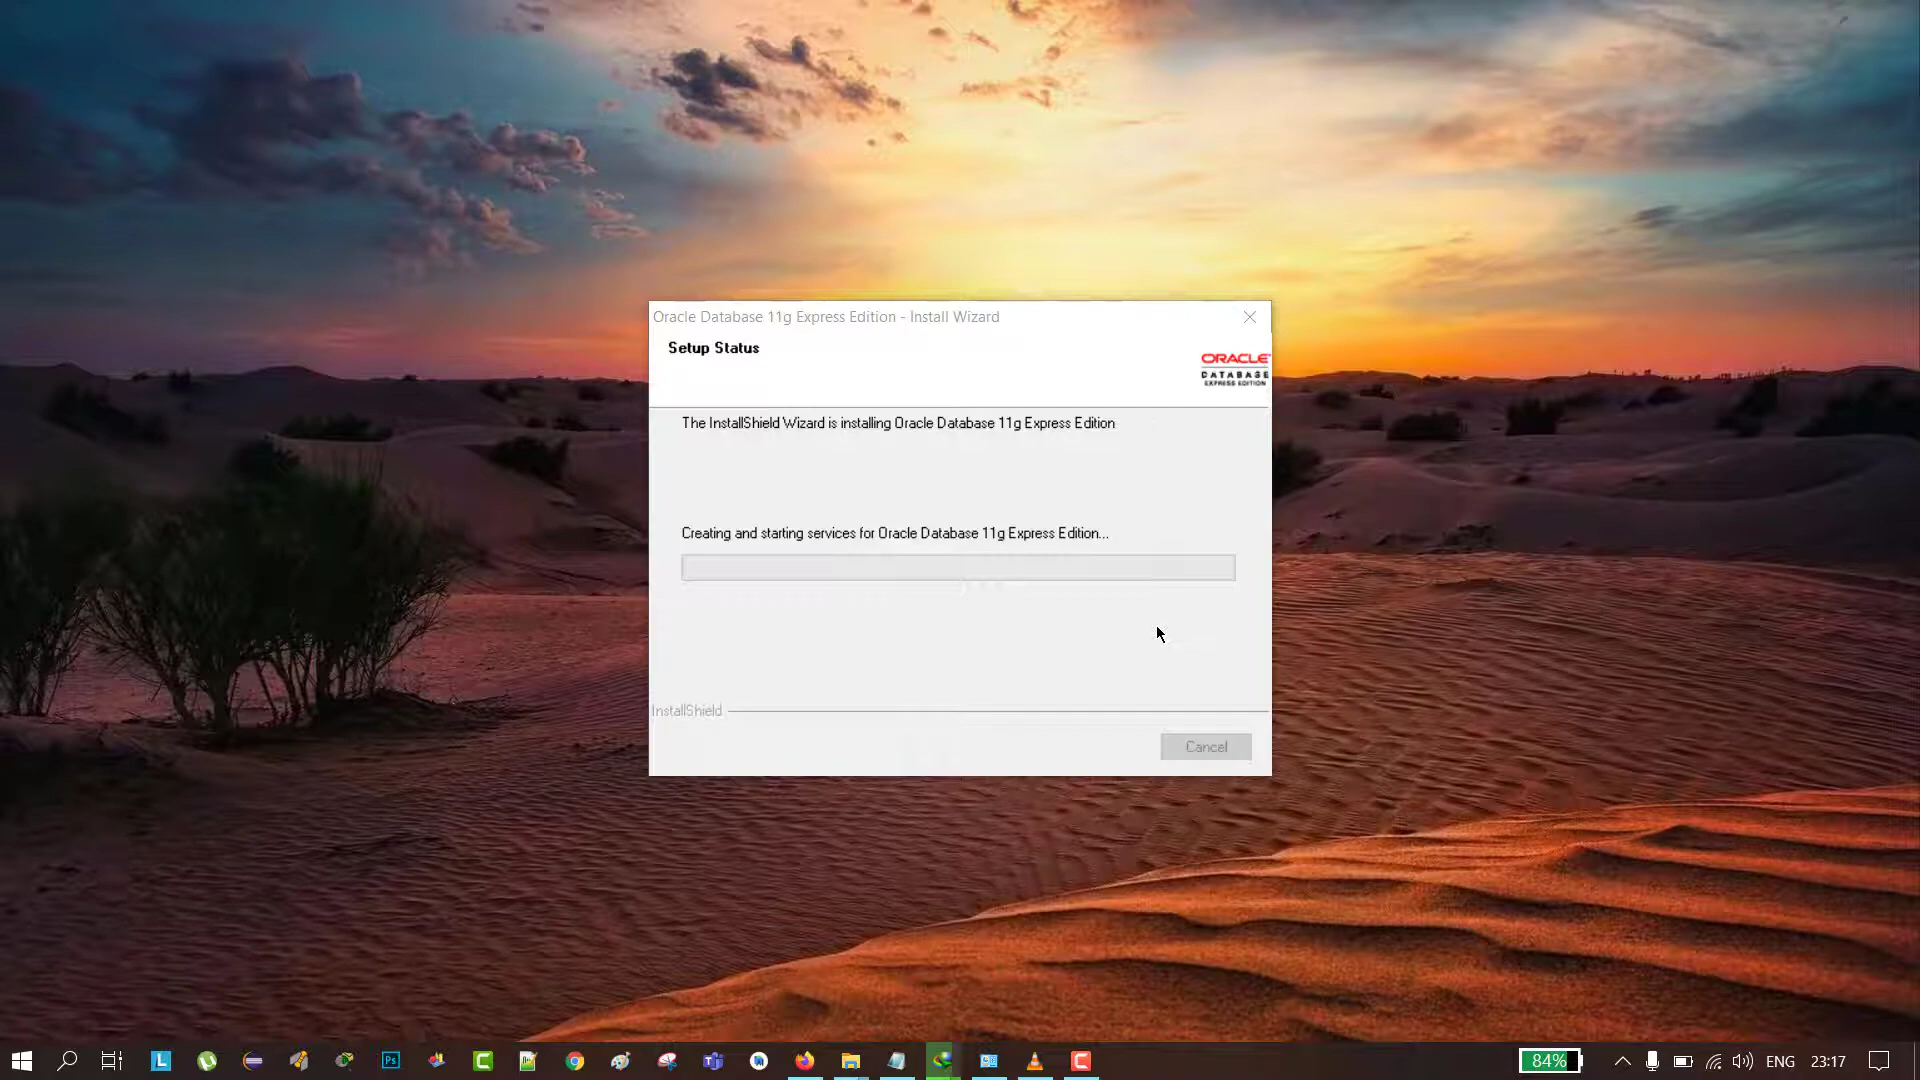 Oracle Database 11g Express Edition - Install Wizard
Setup Status
ORACLE
DATABASE
EXPRESS EDITION
The InstallShield Wizard is installing Oracle Database 11g Express Edition
Creating and starting services for Oracle Database 11g Express Edition...
InstallShield
Cancel
L
Ps
84%
ENG
23:17